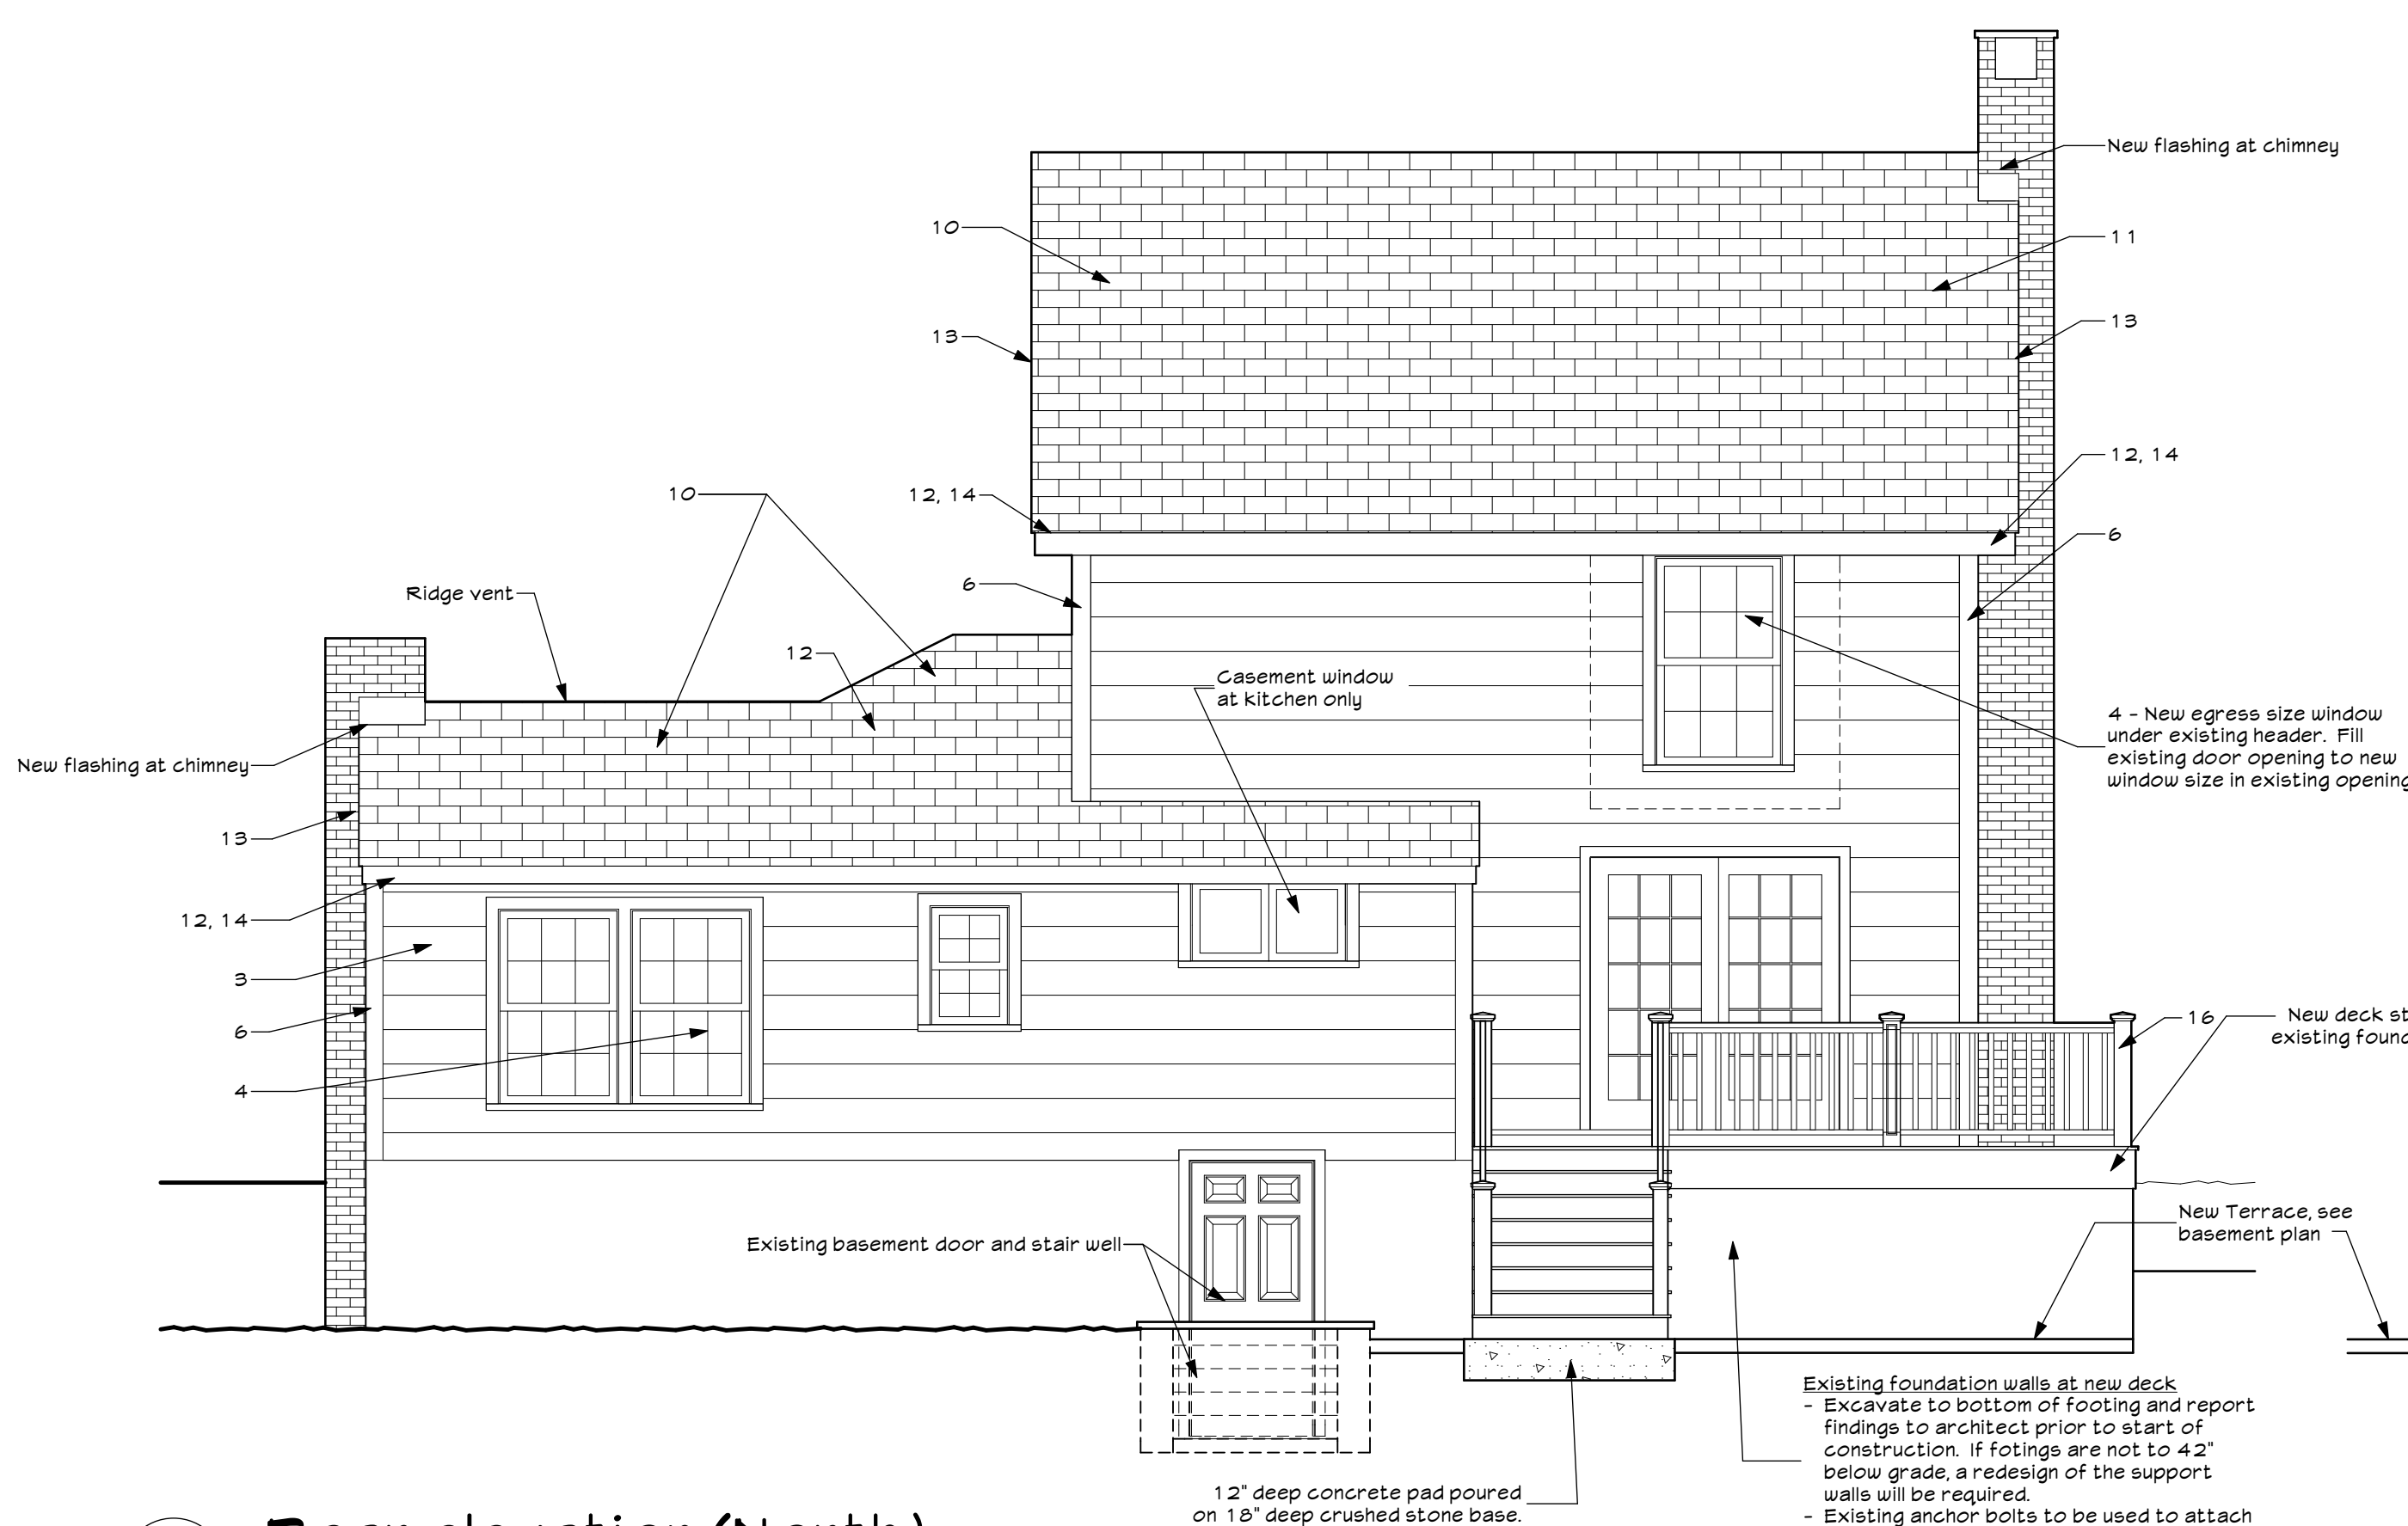 New flashing at chimney
10
11
13
13
12, 14
10
12, 14
6
6
Ridge vent
12
Casement window
at kitchen only
4 - New egress size window
under existing header. Fill
existing door opening to new
window size in existing opening
New flashing at chimney
13
12, 14
3
6
4
16
New deck
existing
New Terrace, see
basement plan
Existing basement door and stair well
Existing foundation walls at new deck
- Excavate to bottom of footing and report
findings to architect prior to start of
construction. If fotings are not to 42"
below grade, a redesign of the support
walls will be required.
- Existing anchor bolts to be used to attach
12" deep concrete pad poured
on 18" deep crushed stone base.
Rear elevation (North)